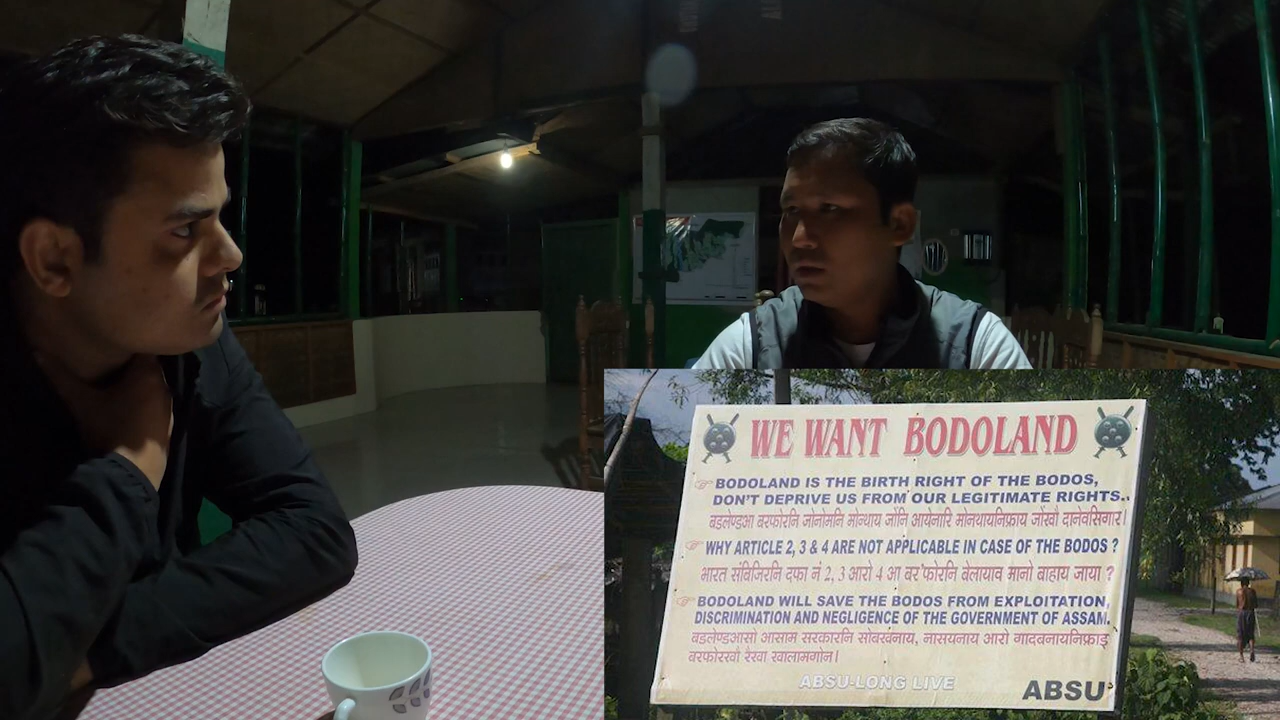 WE WANT BODOLAND
BODOLAND IS THE BIRTH RIGHT OF THE BODOS,
DON'T DEPRIVE US FROM OUR LEGITIMATE RIGHTS..
बडलेण्डआ बरफोरनि जोनोमनि मोन्थाय जोंनि आयेनारि मोनथायनिफ्राय जोंखौ दानेवसिगार।
WHY ARTICLE 2, 3 & 4 ARE NOT APPLICABLE IN CASE OF THE BODOS ?
भारत संबिजिरनि दफा नं 2, 3 आरो 4 आ बर'फोरनि बेलायाव मानो बाहाय जाया ?
BODOLAND WILL SAVE THE BODOS FROM EXPLOITATION,
DISCRIMINATION AND NEGLIGENCE OF THE GOVERNMENT OF ASSAM.
बडलेण्डआसो आसाम सरकारनि सोबखनाय, नासयनाय आरो गादबनायनिफ्राइ
बरफोरखौ रैखा खालामगोन।
ABSU-LONG LIVE
ABSU